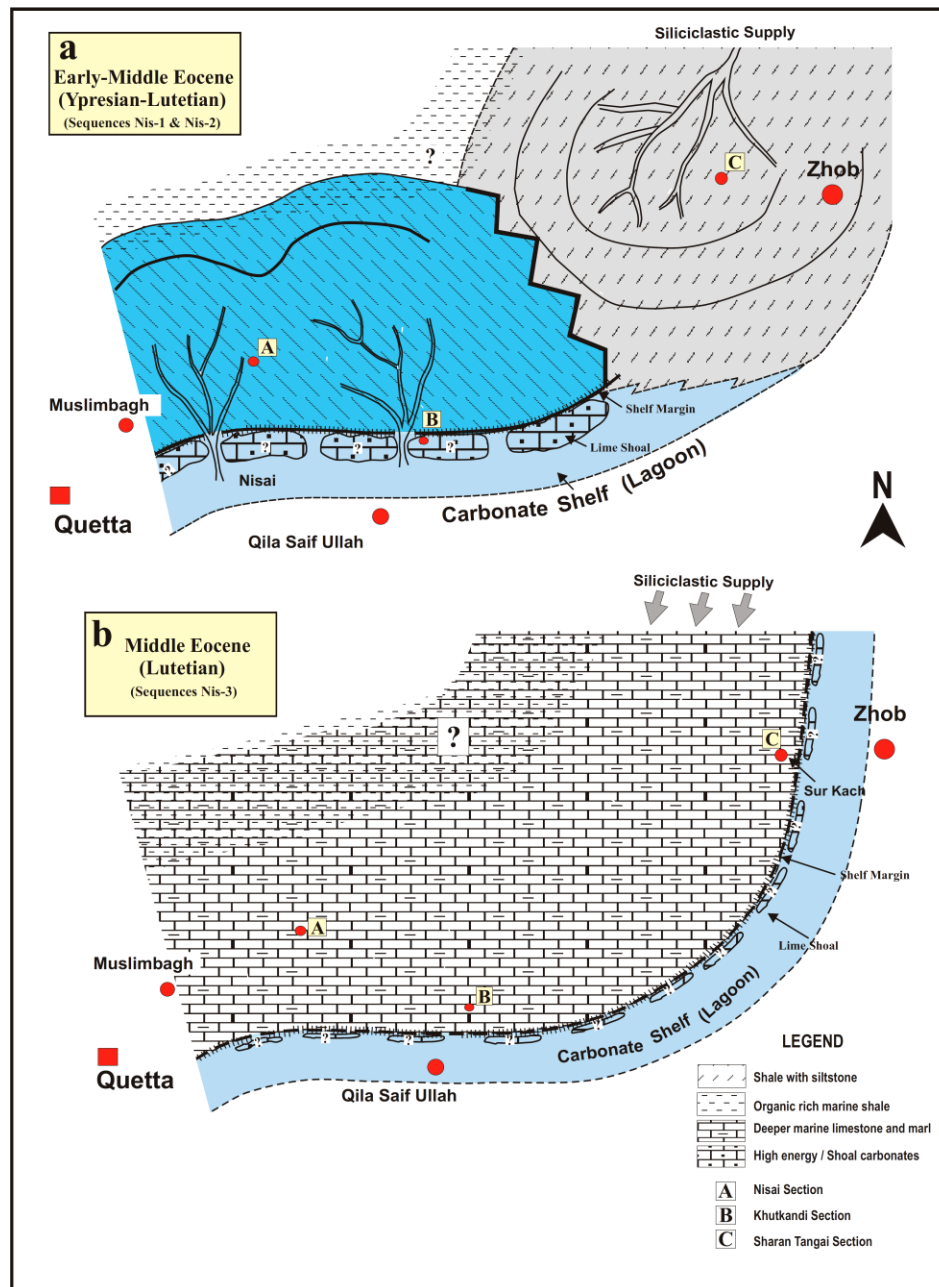 a
Early-Middle Eocene
(Ypresian-Lutetian)
(Sequences Nis-1 & Nis-2)
Siliciclastic Supply
?
C
Zhob
A
Muslimbagh
B
Shelf Margin
?
?
?
?
Lime Shoal
Nisai
Carbonate Shelf (Lagoon)
Quetta
Qila Saif Ullah
N
b
Middle Eocene
(Lutetian)
(Sequences Nis-3)
Siliciclastic Supply
?
?
Zhob
C
?
Sur Kach
?
Shelf Margin
?
Lime Shoal
A
Muslimbagh
B
?
?
?
?
?
?
?
Carbonate Shelf (Lagoon)
Quetta
Qila Saif Ullah
LEGEND
Shale with siltstone
Organic rich marine shale
Deeper marine limestone and marl
High energy / Shoal carbonates
A Nisai Section
B Khutkandi Section
C Sharan Tangai Section